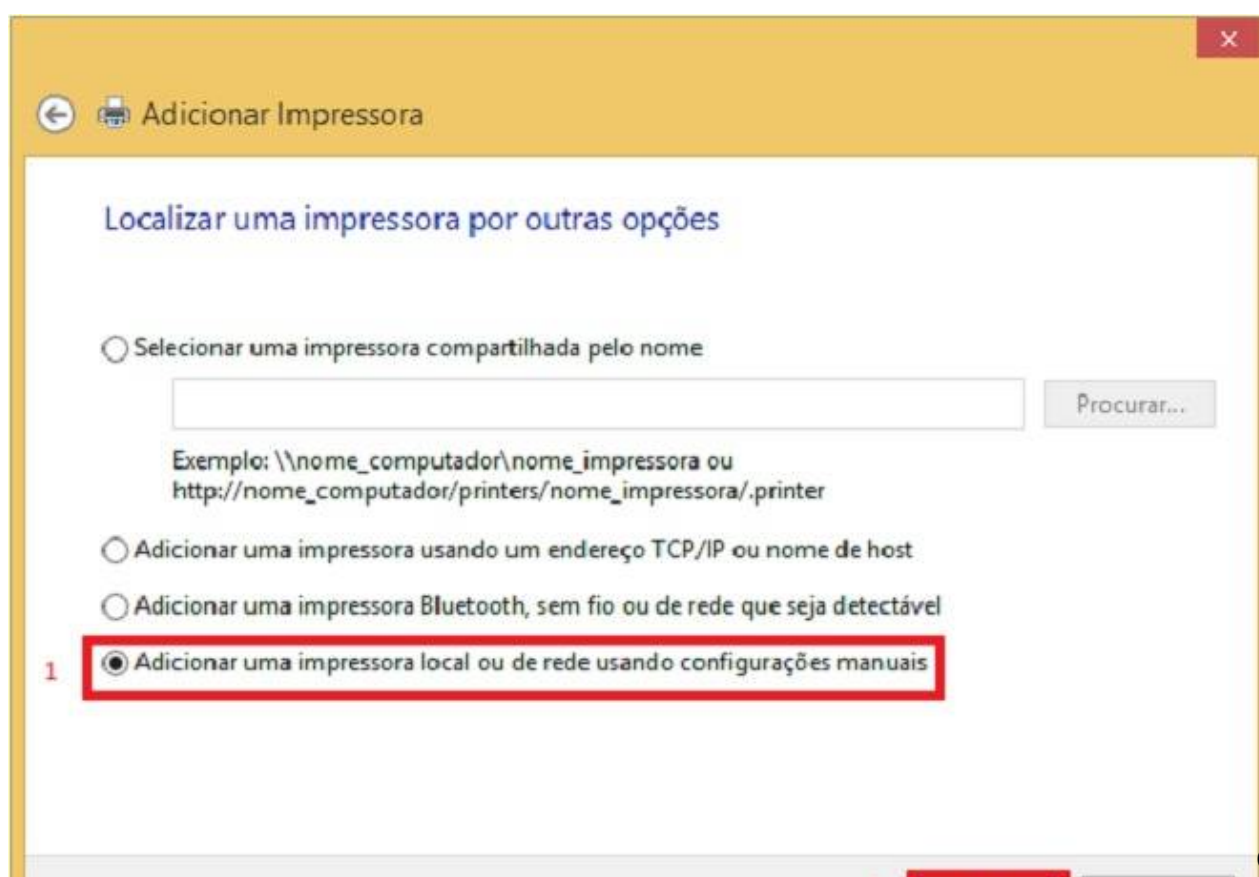 Adicionar Impressora
Localizar uma impressora por outras opções
Selecionar uma impressora compartilhada pelo nome
Procurar...
Exemplo: \\nome_computador\nome_impressora ou
http://nome_computador/printers/nome_impressora/.printer
Adicionar uma impressora usando um endereço TCP/IP ou nome de host
Adicionar uma impressora Bluetooth, sem fio ou de rede que seja detectável
1 Adicionar uma impressora local ou de rede usando configurações manuais